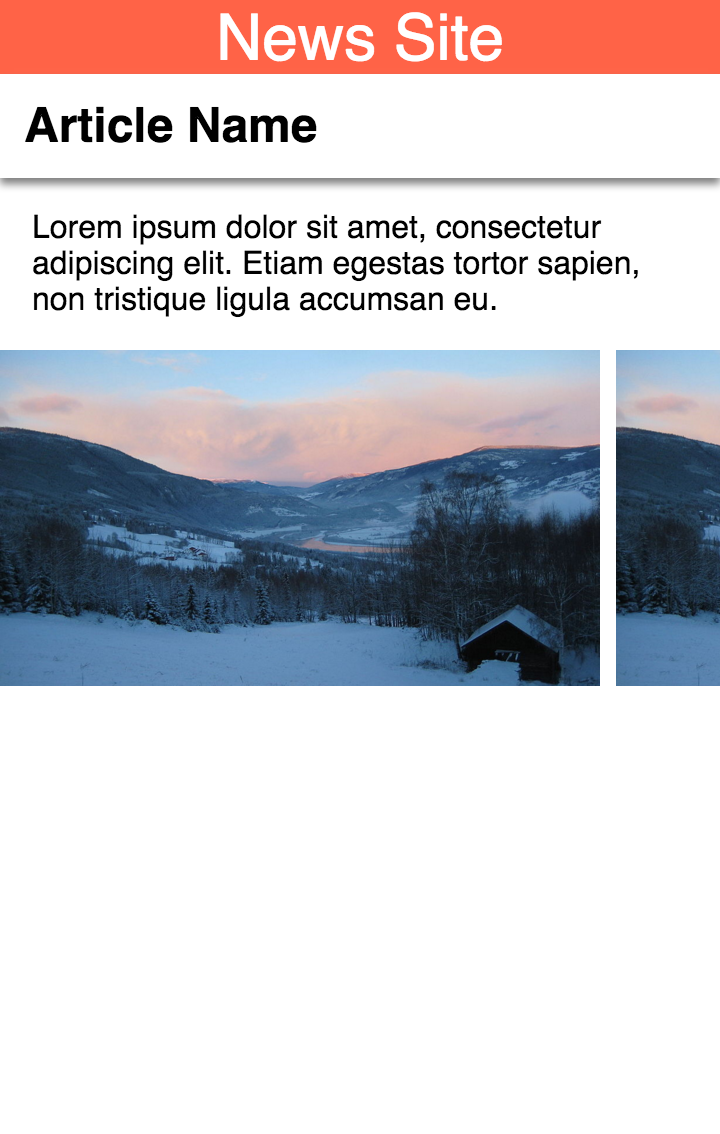 News Site
Article Name
Lorem ipsum dolor sit amet, consectetur
adipiscing elit. Etiam egestas tortor sapien,
non tristique ligula accumsan eu.